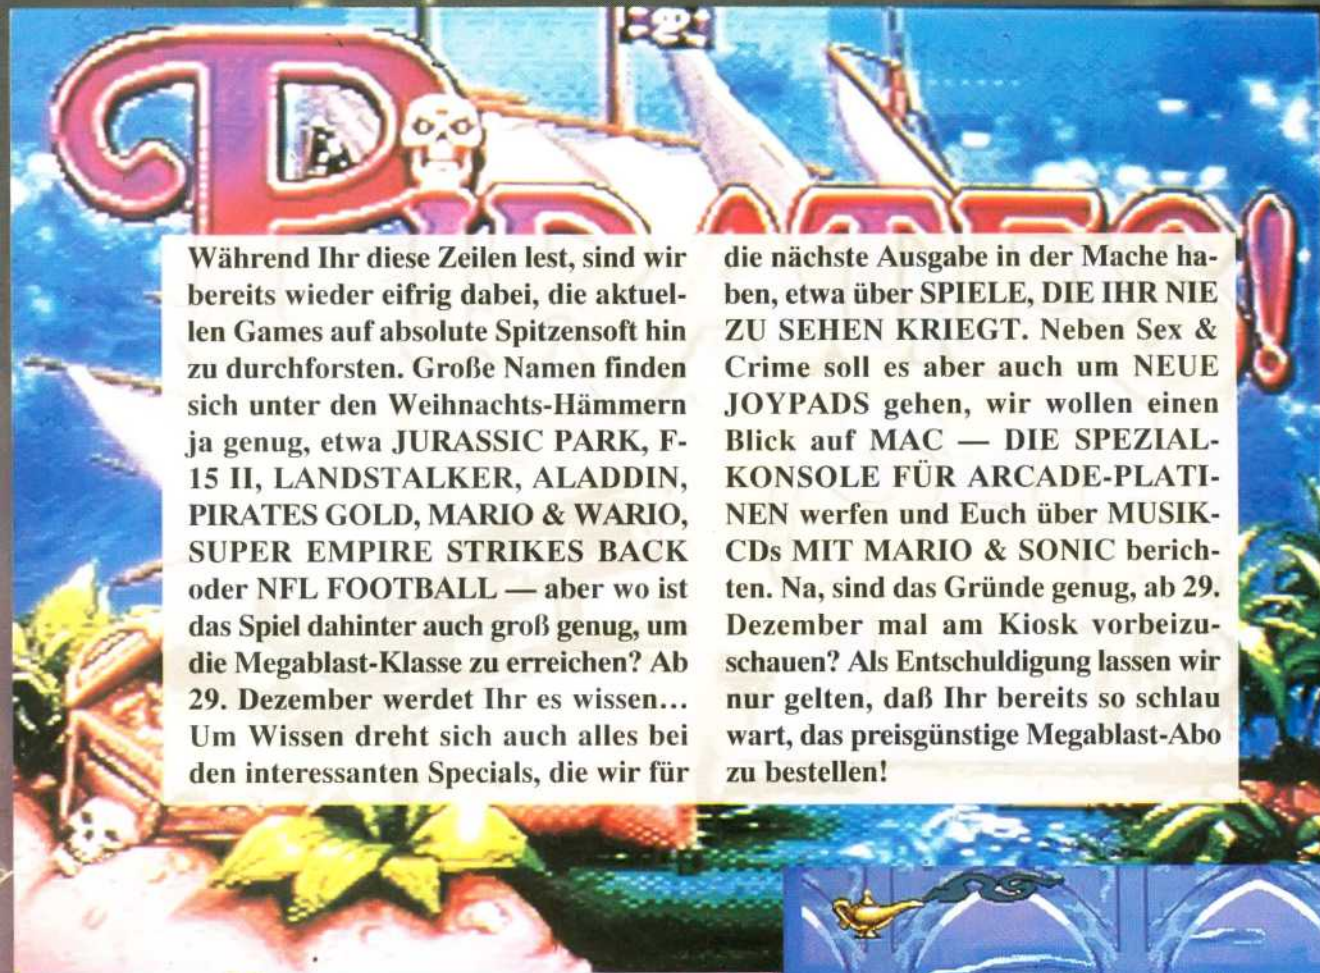 PIRATES!
Während Ihr diese Zeilen lest, sind wir
bereits wieder eifrig dabei, die aktuel-
len Games auf absolute Spitzensoft hin
zu durchforsten. Große Namen finden
sich unter den Weihnachts-Hämmern
ja genug, etwa JURASSIC PARK, F-
15 II, LANDSTALKER, ALADDIN,
PIRATES GOLD, MARIO & WARIO,
SUPER EMPIRE STRIKES BACK
oder NFL FOOTBALL — aber wo ist
das Spiel dahinter auch groß genug, um
die Megablast-Klasse zu erreichen? Ab
29. Dezember werdet Ihr es wissen...
Um Wissen dreht sich auch alles bei
den interessanten Specials, die wir für
die nächste Ausgabe in der Mache ha-
ben, etwa über SPIELE, DIE IHR NIE
ZU SEHEN KRIEGT. Neben Sex &
Crime soll es aber auch um NEUE
JOYPADS gehen, wir wollen einen
Blick auf MAC — DIE SPEZIAL-
KONSOLE FÜR ARCADE-PLATI-
NEN werfen und Euch über MUSIK-
CDs MIT MARIO & SONIC berich-
ten. Na, sind das Gründe genug, ab 29.
Dezember mal am Kiosk vorbeizu-
schauen? Als Entschuldigung lassen wir
nur gelten, daß Ihr bereits so schlau
wart, das preisgünstige Megablast-Abo
zu bestellen!